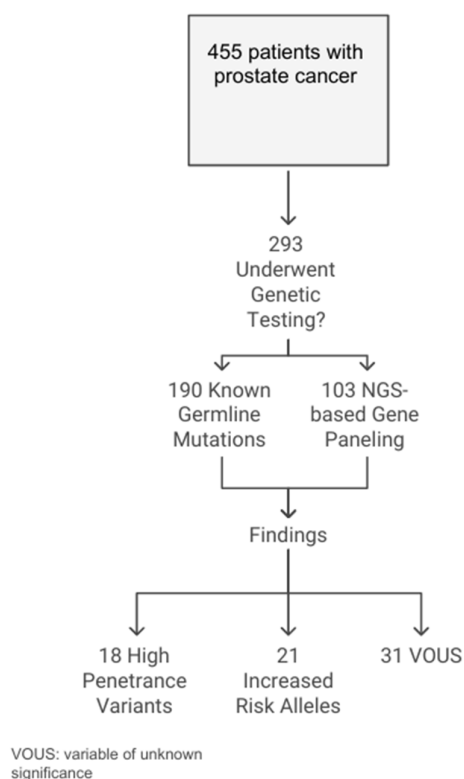 455 patients with
prostate cancer
293
Underwent
Genetic
Testing?
190 Known
Germline
Mutations
103 NGS-
based Gene
Paneling
Findings
18 High
Penetrance
Variants
21
Increased
Risk Alleles
31 VOUS
VOUS: variable of unknown
significance